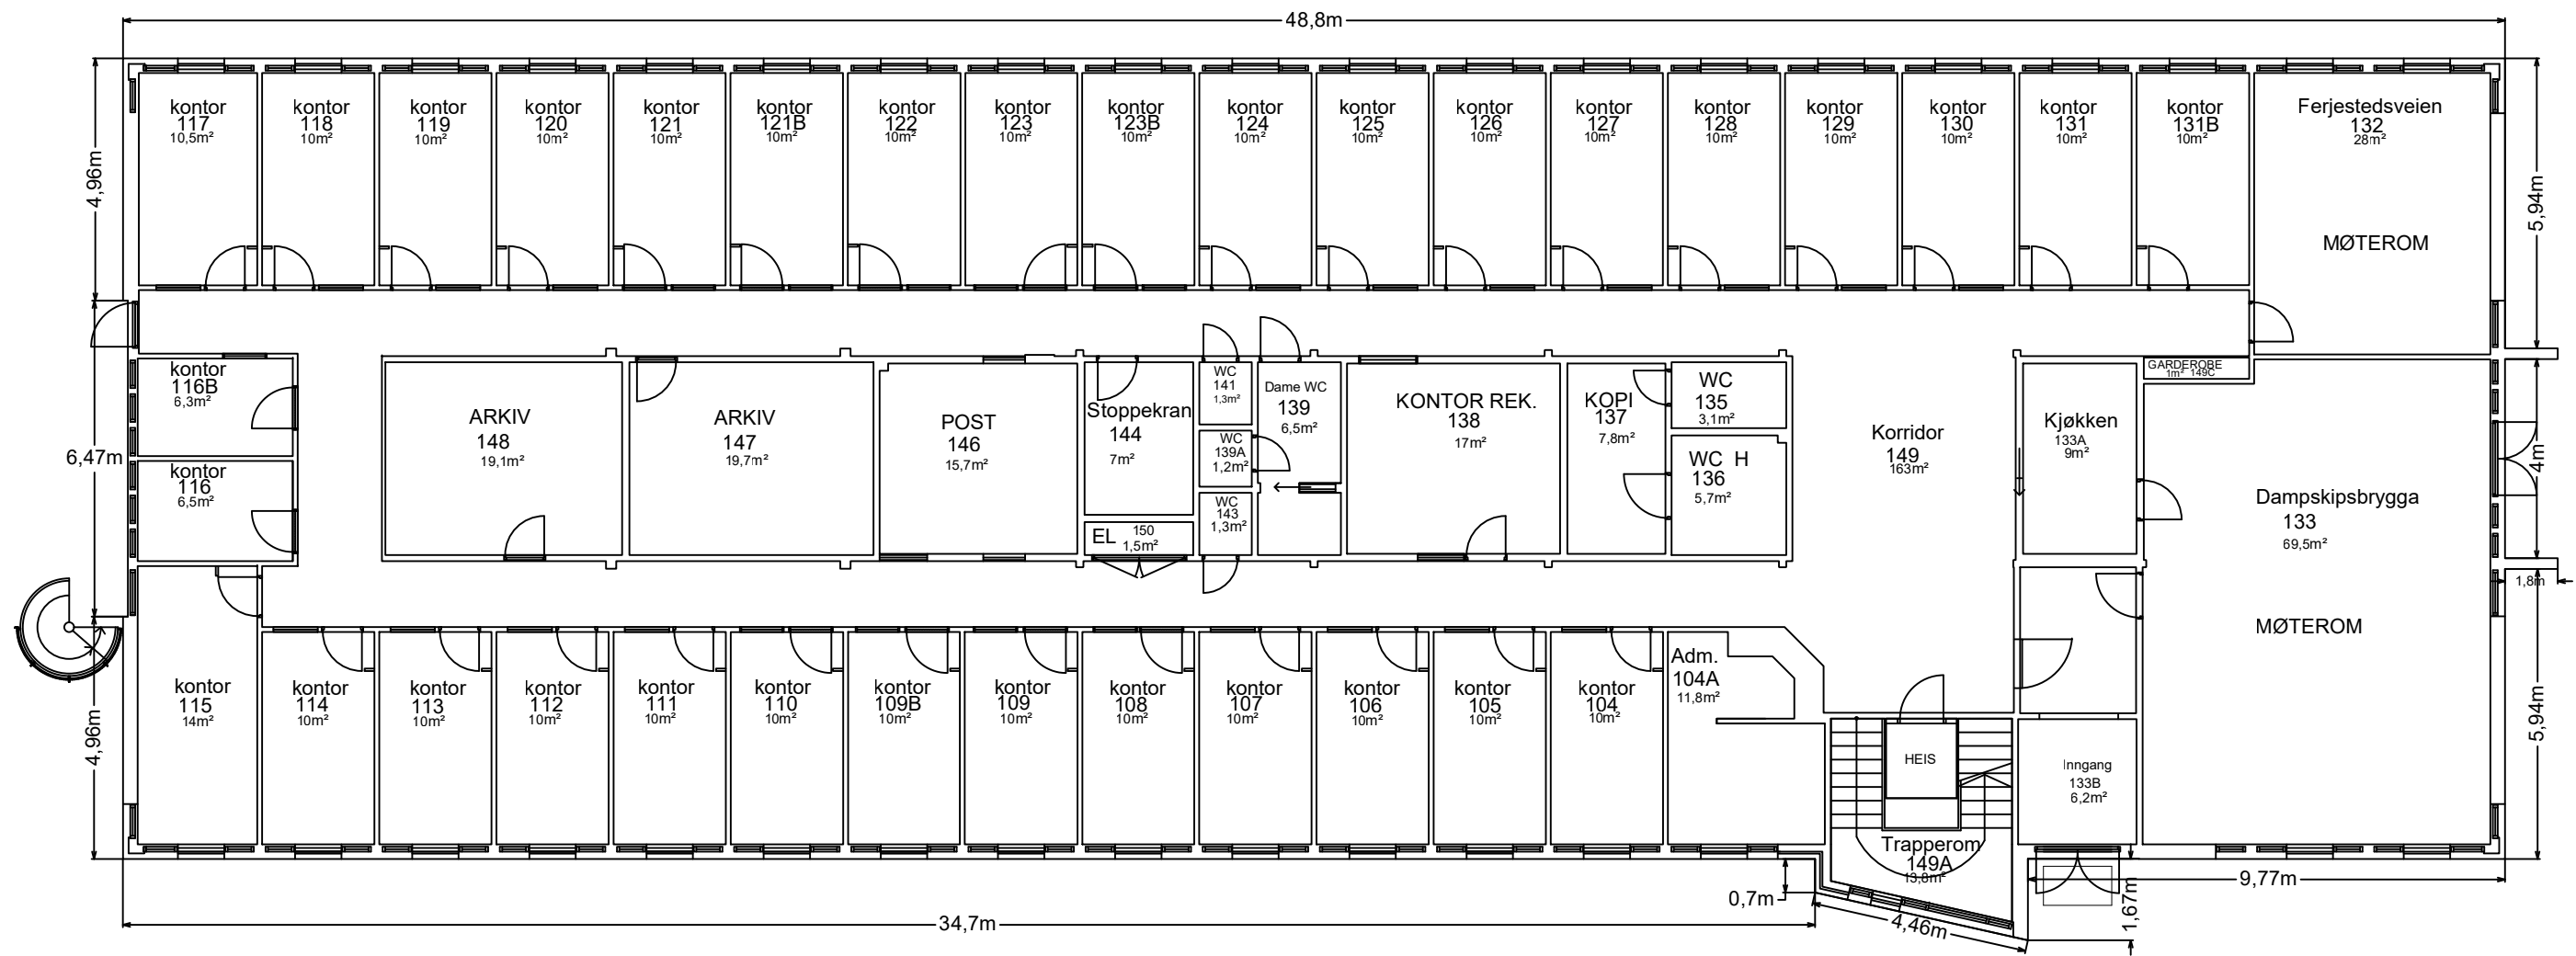 48,8m
kontor
117
10,5m²
kontor
118
10m²
kontor
119
10m²
kontor
120
10m²
kontor
121
10m²
kontor
121B
10m²
kontor
122
10m²
kontor
123
10m²
kontor
123B
10m²
kontor
124
10m²
kontor
125
10m²
kontor
126
10m²
kontor
127
10m²
kontor
128
10m²
kontor
129
10m²
kontor
130
10m²
kontor
131
10m²
kontor
131B
10m²
Ferjestedsveien
132
28m²
MØTEROM
4,96m
5,94m
kontor
116B
6,3m²
kontor
116
6,5m²
6,47m
ARKIV
148
19,1m²
ARKIV
147
19,7m²
POST
146
15,7m²
Stoppekran
144
7m²
EL 150
1,5m²
WC
141
1,3m²
WC
139A
1,2m²
WC
143
1,3m²
Dame WC
139
6,5m²
KONTOR REK.
138
17m²
KOPI
137
7,8m²
WC
135
3,1m²
WC H
136
5,7m²
Korridor
149
163m²
Kjøkken
133A
9m²
GARDEROBE
1m² 149C
Dampskipsbrygga
133
69,5m²
MØTEROM
4m
1,8m
kontor
115
14m²
kontor
114
10m²
kontor
113
10m²
kontor
112
10m²
kontor
111
10m²
kontor
110
10m²
kontor
109B
10m²
kontor
109
10m²
kontor
108
10m²
kontor
107
10m²
kontor
106
10m²
kontor
105
10m²
kontor
104
10m²
Adm.
104A
11,8m²
HEIS
Trapperom
149A
13,8m²
Inngang
133B
6,2m²
4,96m
5,94m
0,7m
34,7m
4,46m
1,67m
9,77m